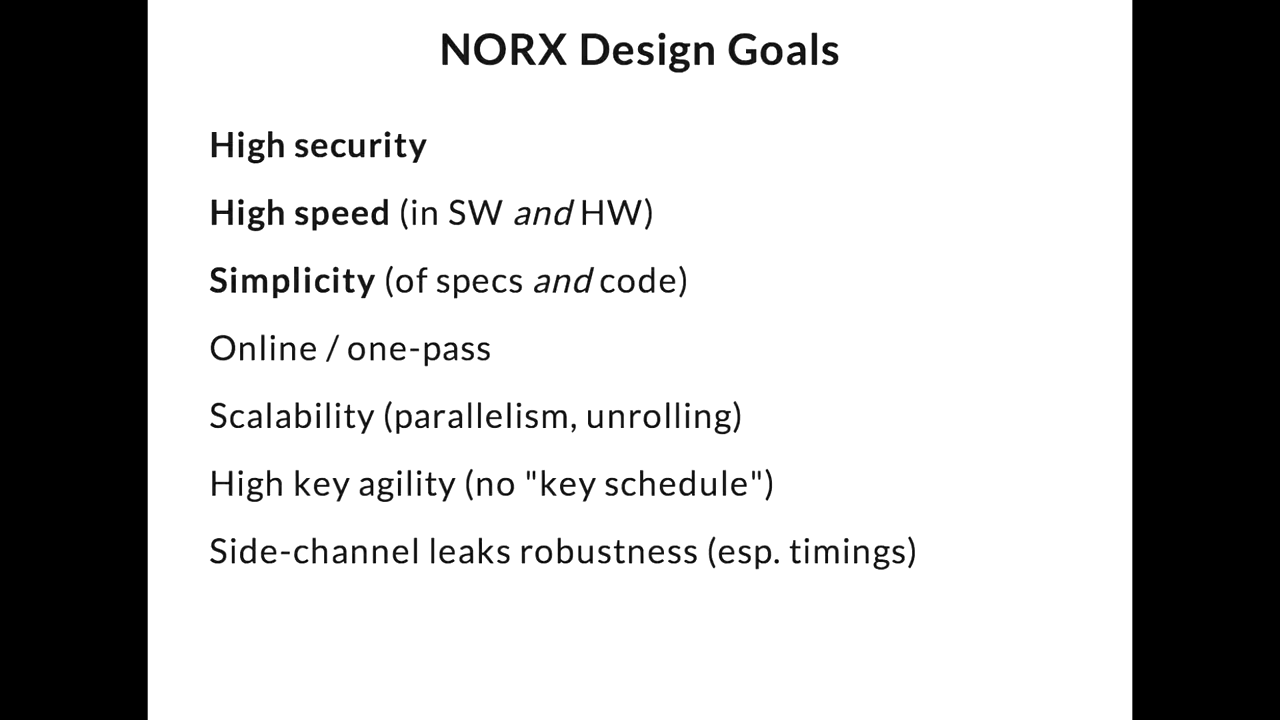 NORX Design Goals
High security
High speed (in SW and HW)
Simplicity (of specs and code)
Online / one-pass
Scalability (parallelism, unrolling)
High key agility (no "key schedule")
Side-channel leaks robustness (esp. timings)